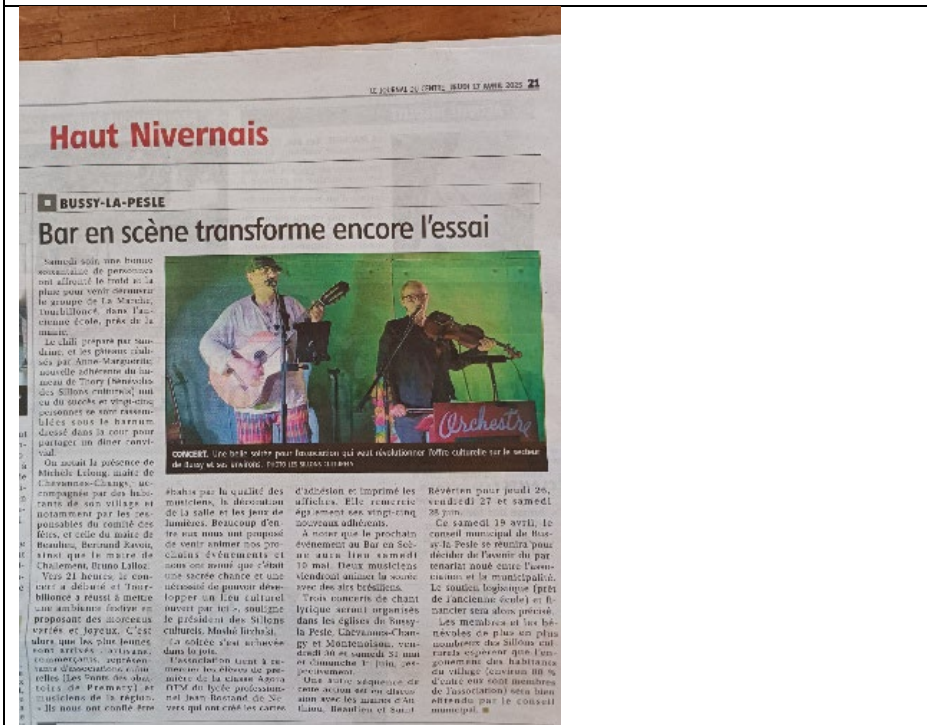 LE JOURNAL DU CENTRE JEUDI 17 AVRIL 2025 21
Haut Nivernais
BUSSY-LA-PESLE
Bar en scène transforme encore l'essai
Samedi soir, une bonne
soixantaine de personnes
ont affronté le froid et la
pluie pour venir découvrir
le groupe de La Marche,
Tourbillonce, dans l'an-
cienne école, près de la
mairie.
Le chili préparé par San-
drine, et les gâteaux réali-
sés par Anne-Marguerite,
nouvelle adhérente du ha-
meau de Thory (bénévoles
des Sillons culturels) ont
eu du succès et vingt-cinq
personnes se sont rassem-
blées sous le barnum
dressé dans la cour pour
partager un dîner convi-
vial.
On notait la présence de
Michèle Lelong, maire de
Chevannes-Changy, ac-
compagnée par des habi-
tants de son village et
notamment par les res-
ponsables du comité des
fêtes, et celle du maire de
Beaulieu, Bertrand
ainsi que le maire de
Challement, Bruno
Vers 21 heures, le con-
cert a débuté et Tour-
billonce a réussi à mettre
une ambiance festive en
proposant des morceaux
variés et joyeux. C'est
alors que les plus jeunes
sont arrivés : artisans,
commerçants, représen-
tants d'associations
(Les Ponts des
toirs de Premery) et
musiciens de la région.
« Ils nous ont confié être
CONCERT. Une belle soirée pour l'association qui veut révolutionner l'offre culturelle sur le secteur
de Bussy et ses environs. PHOTO LES SILLONS CULTURELS
Orchestre
ébahis par la qualité des
musiciens, la décoration
de la salle et les jeux de
lumières. Beaucoup d'en-
tre eux nous ont proposé
de venir animer nos pro-
chains événements et
nous ont
une sacrée chance et une
nécessité de pouvoir déve-
lopper un lieu culturel
ouvert par ici », souligne
le président des Sillons
culturels, Moshé
La soirée s'est achevée
dans la joie.
L'association tient à re-
mercier les élèves de pre-
mière de la classe Agora
du lycée profession-
nel Jean Rostand de Ne-
vers qui ont créé les cartes
d'adhésion et imprimé les
affiches. Elle remercie
également ses vingt-cinq
nouveaux adhérents.
À noter que le prochain
événement au Bar en Scè-
ne aura lieu samedi
10 mai. Deux musiciens
viendront animer la soirée
avec des airs brésiliens.
Trois concerts de chant
lyrique seront organisés
dans les églises de Bussy-
la-Pesle, Chevannes-Chan-
gy et Montenoison, ven-
dredi 30 et samedi 31 mai
et dimanche 1er juin, res-
pectivement.
Une autre séquence de
cette action est en discus-
sion avec les maires d'Au-
thiou, Beaulieu et Saint-
Révérien pour jeudi 26,
vendredi 27 et samedi
28 juin.
Ce samedi 19 avril, le
conseil municipal de Bus-
sy-la-Pesle se réunira pour
décider de l'avenir du par-
tenariat noué entre l'asso-
ciation et la municipalité.
Le soutien logistique (prêt
de l'ancienne école) et fi-
nancier sera alors précisé.
Les membres et les bé-
névoles de plus en plus
nombreux des Sillons cul-
turels espèrent que l'en-
gouement des habitants
du village (environ 80 %
d'entre eux sont membres
de l'association) sera bien
entendu par le conseil
municipal.